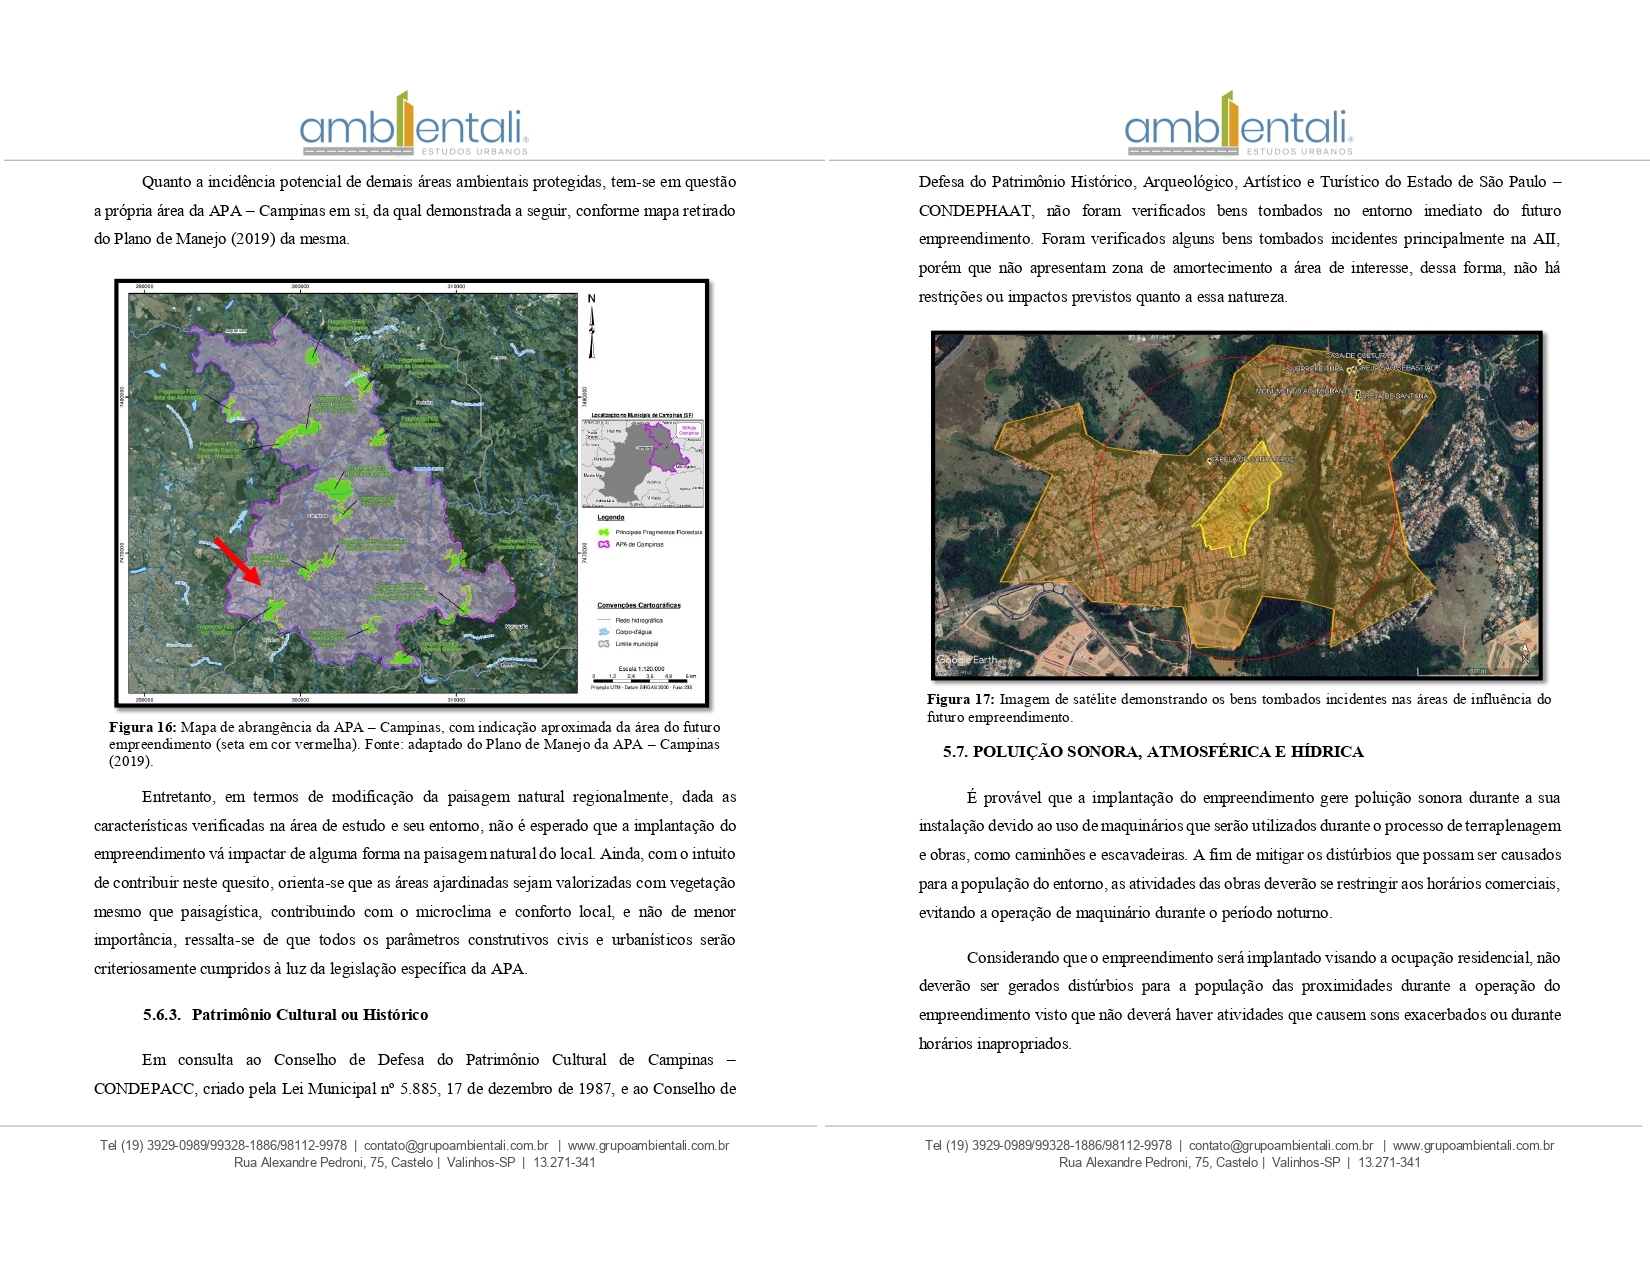 ambientali
ESTUDOS URBANOS
Quanto a incidência potencial de demais áreas ambientais protegidas, tem-se em questão
a própria área da APA – Campinas em si, da qual demonstrada a seguir, conforme mapa retirado
do Plano de Manejo (2019) da mesma.
N
Localização no Município de Campinas (SP)
Legenda
Principais Fragmentos Florestais
APA de Campinas
Convenções Cartográficas
Rede hidrográfica
Corpo-d'água
Limite municipal
Escala 1:120.000
0 1,2 2,4 3,6 4,8 6 km
Projeção UTM - Datum SIRGAS 2000 - Fuso 23S
Figura 16: Mapa de abrangência da APA – Campinas, com indicação aproximada da área do futuro
empreendimento (seta em cor vermelha). Fonte: adaptado do Plano de Manejo da APA – Campinas
(2019).
Entretanto, em termos de modificação da paisagem natural regionalmente, dada as
características verificadas na área de estudo e seu entorno, não é esperado que a implantação do
empreendimento vá impactar de alguma forma na paisagem natural do local. Ainda, com o intuito
de contribuir neste quesito, orienta-se que as áreas ajardinadas sejam valorizadas com vegetação
mesmo que paisagística, contribuindo com o microclima e conforto local, e não de menor
importância, ressalta-se de que todos os parâmetros construtivos civis e urbanísticos serão
criteriosamente cumpridos à luz da legislação específica da APA.
5.6.3. Patrimônio Cultural ou Histórico
Em consulta ao Conselho de Defesa do Patrimônio Cultural de Campinas –
CONDEPACC, criado pela Lei Municipal nº 5.885, 17 de dezembro de 1987, e ao Conselho de
Tel (19) 3929-0989/99328-1886/98112-9978 | contato@grupoambientali.com.br | www.grupoambientali.com.br
Rua Alexandre Pedroni, 75, Castelo | Valinhos-SP | 13.271-341
ambientali
ESTUDOS URBANOS
Defesa do Patrimônio Histórico, Arqueológico, Artístico e Turístico do Estado de São Paulo –
CONDEPHAAT, não foram verificados bens tombados no entorno imediato do futuro
empreendimento. Foram verificados alguns bens tombados incidentes principalmente na AII,
porém que não apresentam zona de amortecimento a área de interesse, dessa forma, não há
restrições ou impactos previstos quanto a essa natureza.
CASA DE CULTURA
SUBPREFEITURA
IGREJA SÃO SEBASTIÃO
MONUMENTO AO IMIGRANTE
IGREJA DE SANTANA
CAPELA DE SANTA CRUZ
Google Earth
Figura 17: Imagem de satélite demonstrando os bens tombados incidentes nas áreas de influência do
futuro empreendimento.
5.7. POLUIÇÃO SONORA, ATMOSFÉRICA E HÍDRICA
É provável que a implantação do empreendimento gere poluição sonora durante a sua
instalação devido ao uso de maquinários que serão utilizados durante o processo de terraplenagem
e obras, como caminhões e escavadeiras. A fim de mitigar os distúrbios que possam ser causados
para a população do entorno, as atividades das obras deverão se restringir aos horários comerciais,
evitando a operação de maquinário durante o período noturno.
Considerando que o empreendimento será implantado visando a ocupação residencial, não
deverão ser gerados distúrbios para a população das proximidades durante a operação do
empreendimento visto que não deverá haver atividades que causem sons exacerbados ou durante
horários inapropriados.
Tel (19) 3929-0989/99328-1886/98112-9978 | contato@grupoambientali.com.br | www.grupoambientali.com.br
Rua Alexandre Pedroni, 75, Castelo | Valinhos-SP | 13.271-341